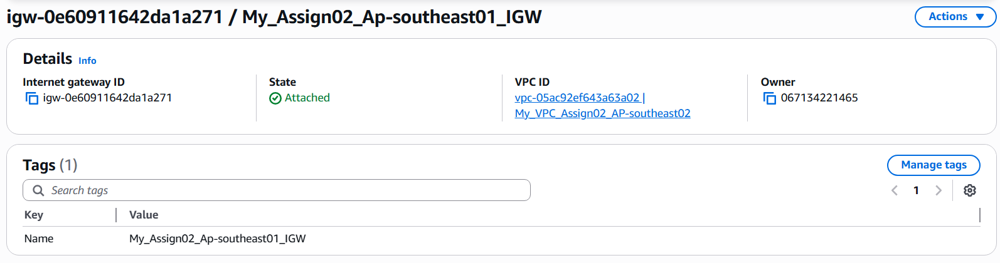 igw-0e60911642da1a271 / My_Assign02_Ap-southeast01_IGW
Actions
Details Info
Internet gateway ID
igw-0e60911642da1a271
State
Attached
VPC ID
vpc-05ac92ef643a63a02 |
My_VPC_Assign02_AP-southeast02
Owner
067134221465
Tags (1)
Manage tags
Search tags
1
Key Value
Name My_Assign02_Ap-southeast01_IGW